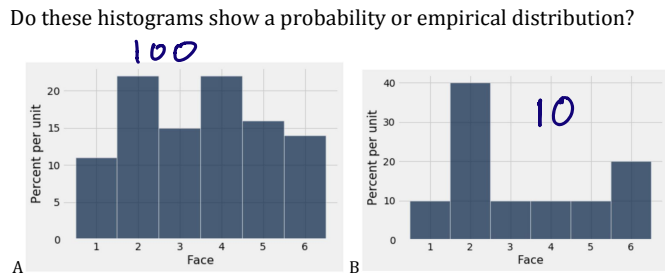 Do these histograms show a probability or empirical distribution?
100
20
15
10
5
0
Percent per unit
1 2 3 4 5 6
Face
A
10
40
30
20
10
0
Percent per unit
1 2 3 4 5 6
Face
B